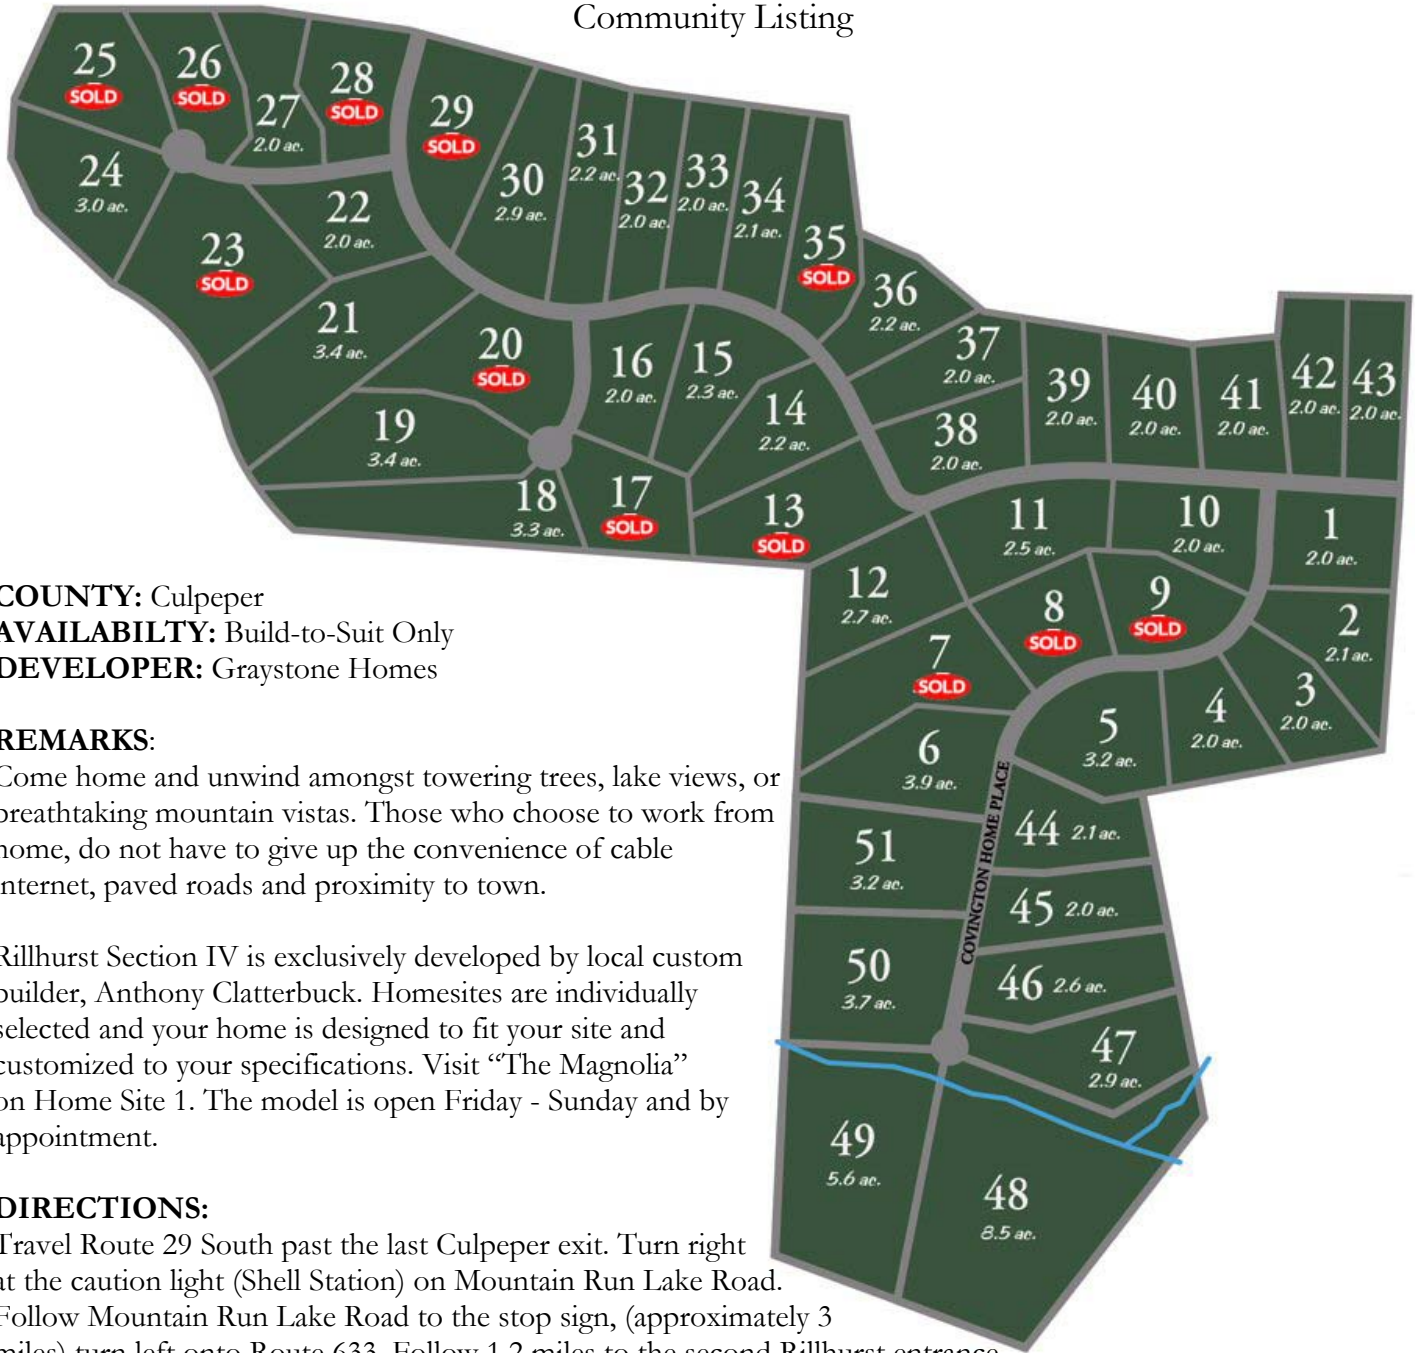 Community Listing
25
SOLD
26
SOLD
27
2.0 ac.
28
SOLD
29
SOLD
30
2.9 ac.
31
2.2 ac.
32
2.0 ac.
33
2.0 ac.
34
2.1 ac.
35
SOLD
24
3.0 ac.
23
SOLD
22
2.0 ac.
21
3.4 ac.
20
SOLD
19
3.4 ac.
18
3.3 ac.
17
SOLD
16
2.0 ac.
15
2.3 ac.
14
2.2 ac.
13
SOLD
36
2.2 ac.
37
2.0 ac.
38
2.0 ac.
39
2.0 ac.
40
2.0 ac.
41
2.0 ac.
42
2.0 ac.
43
2.0 ac.
12
2.7 ac.
11
2.5 ac.
10
2.0 ac.
1
2.0 ac.
9
SOLD
8
SOLD
7
SOLD
2
2.1 ac.
3
2.0 ac.
4
2.0 ac.
5
3.2 ac.
6
3.9 ac.
COVINGTON HOME PLACE
44 2.1 ac.
51
3.2 ac.
45 2.0 ac.
50
3.7 ac.
46 2.6 ac.
47
2.9 ac.
49
5.6 ac.
48
8.5 ac.
COUNTY: Culpeper
AVAILABILTY: Build-to-Suit Only
DEVELOPER: Graystone Homes
REMARKS:
Come home and unwind amongst towering trees, lake views, or
breathtaking mountain vistas. Those who choose to work from
home, do not have to give up the convenience of cable
internet, paved roads and proximity to town.
Rillhurst Section IV is exclusively developed by local custom
builder, Anthony Clatterbuck. Homesites are individually
selected and your home is designed to fit your site and
customized to your specifications. Visit “The Magnolia”
on Home Site 1. The model is open Friday - Sunday and by
appointment.
DIRECTIONS:
Travel Route 29 South past the last Culpeper exit. Turn right
at the caution light (Shell Station) on Mountain Run Lake Road.
Follow Mountain Run Lake Road to the stop sign, (approximately 3
miles) turn left onto Route 633. Follow 1.2 miles to the second Rillhurst entrance